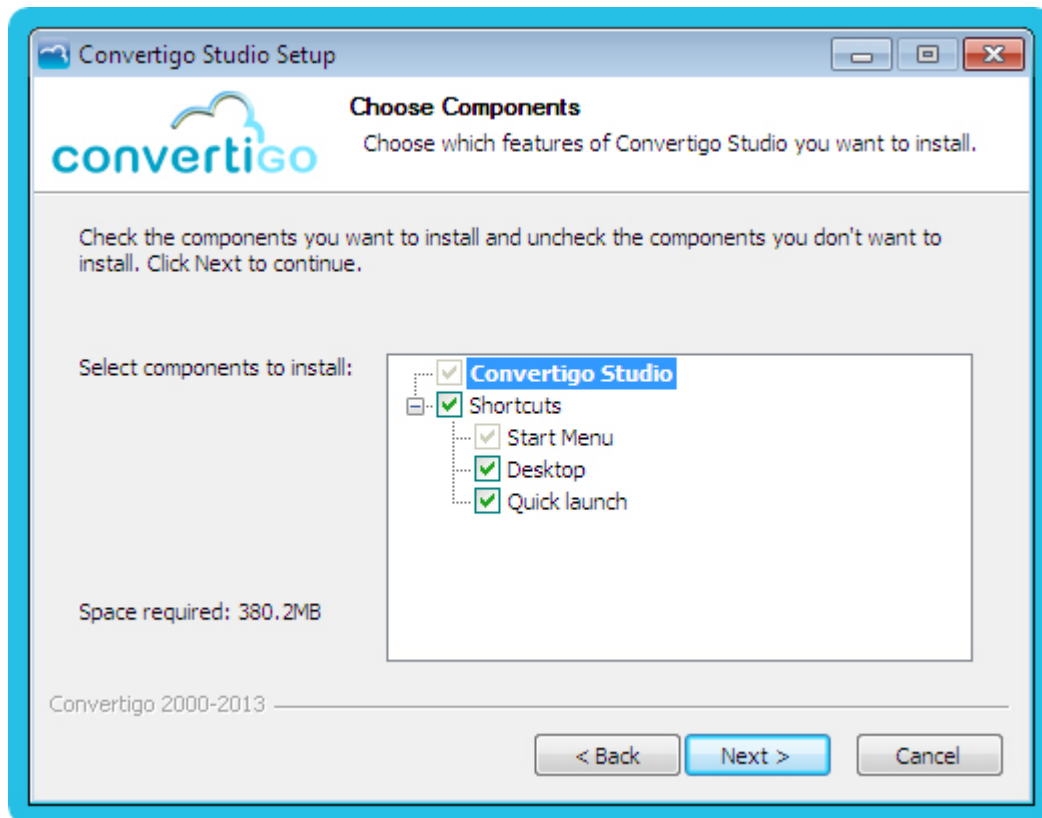 Convertigo Studio Setup
convertigo
Choose Components
Choose which features of Convertigo Studio you want to install.
Check the components you want to install and uncheck the components you don't want to
install. Click Next to continue.
Select components to install:
Convertigo Studio
Shortcuts
Start Menu
Desktop
Quick launch
Space required: 380.2MB
Convertigo 2000-2013
< Back
Next >
Cancel